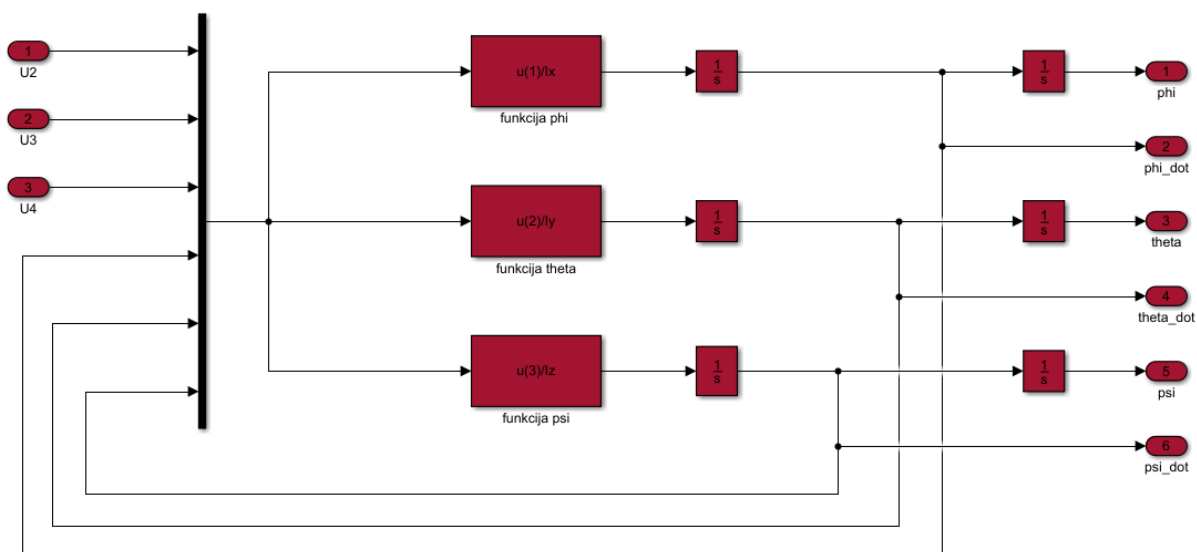 1
U2
2
U3
3
U4
u(1)/Ix
funkcija phi
1
s
1
s
1
phi
2
phi_dot
u(2)/Iy
funkcija theta
1
s
1
s
3
theta
4
theta_dot
u(3)/Iz
funkcija psi
1
s
1
s
5
psi
6
psi_dot